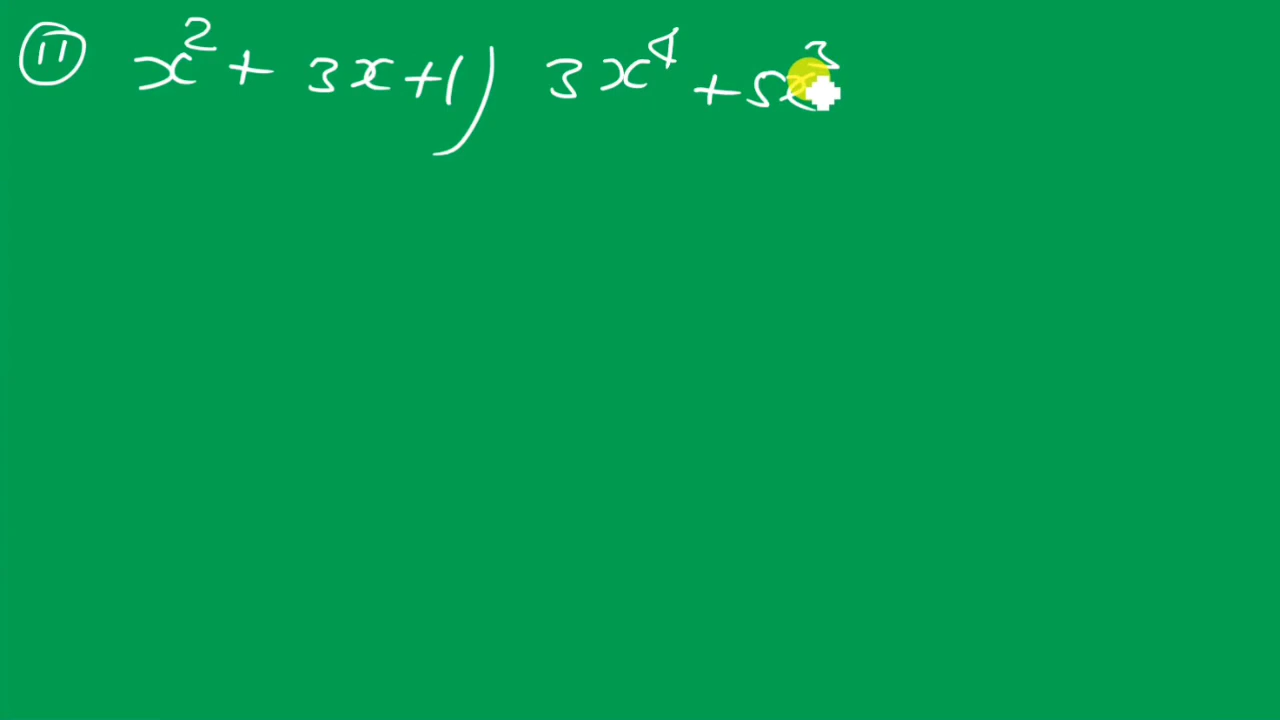 (11) x² + 3x + 1) 3x⁴ + 5x³